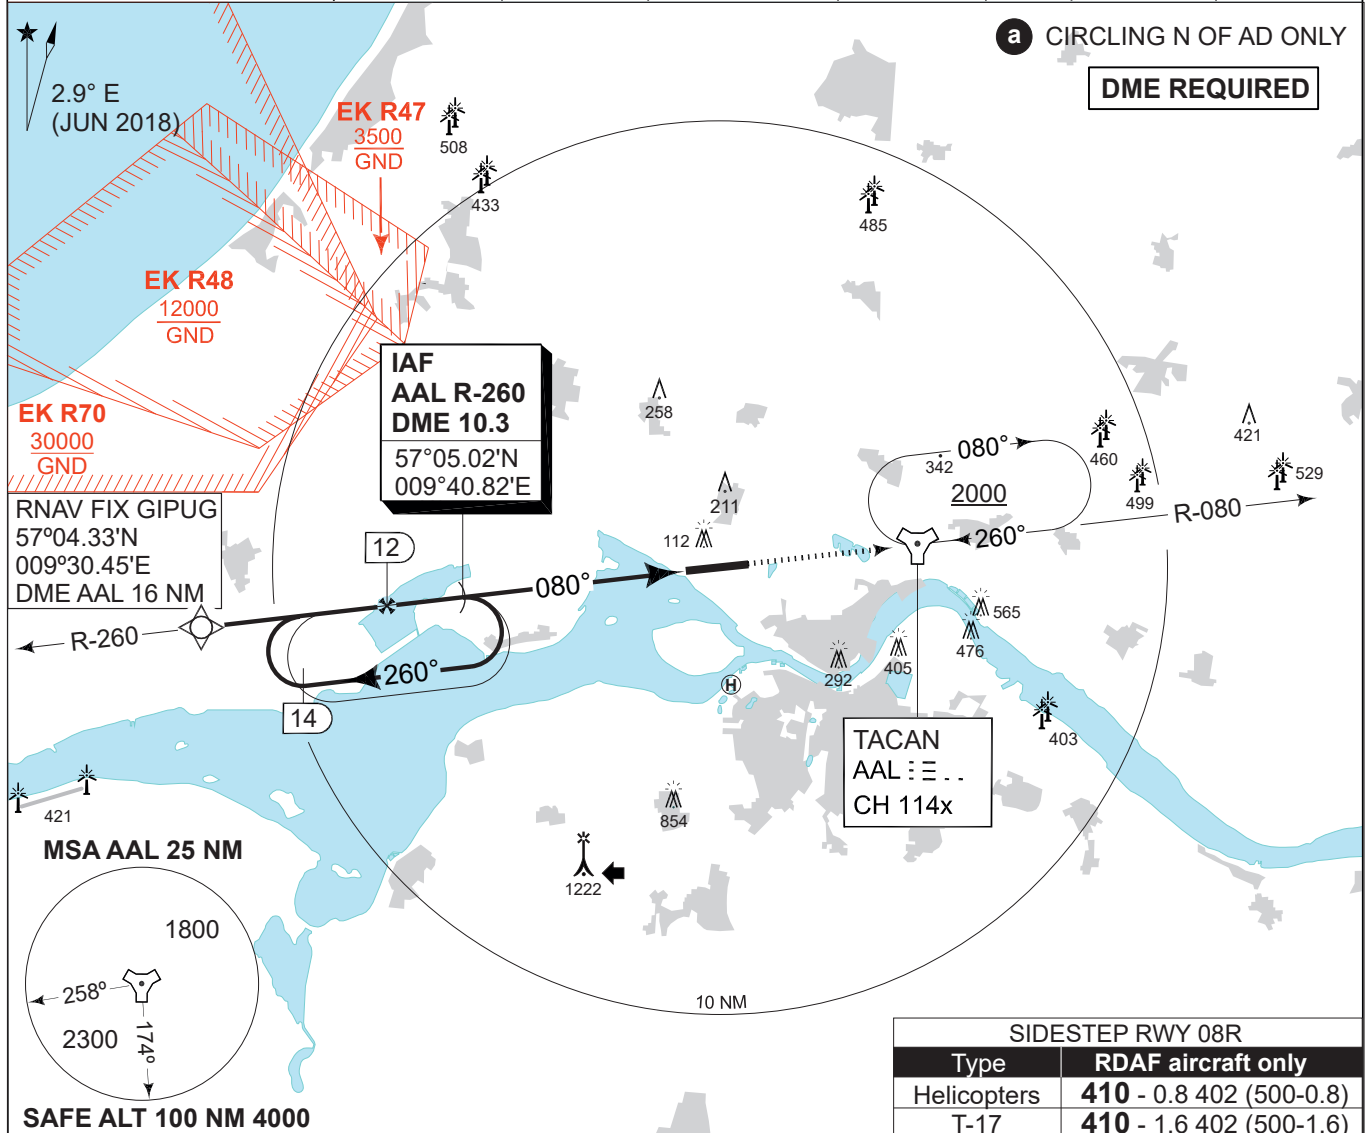 a CIRCLING N OF AD ONLY
DME REQUIRED
2.9° E
(JUN 2018)
EK R47
3500
GND
508
433
485
EK R48
12000
GND
IAF
AAL R-260
DME 10.3
57°05.02'N
009°40.82'E
EK R70
30000
GND
258
211
112
342
080°
2000
260°
460
499
421
529
R-080
RNAV FIX GIPUG
57º04.33'N
009º30.45'E
DME AAL 16 NM
12
080°
R-260
260°
14
H
292
405
565
476
403
TACAN
AAL
CH 114x
421
854
1222
MSA AAL 25 NM
1800
258º
2300
174º
SAFE ALT 100 NM 4000
10 NM
SIDESTEP RWY 08R
Type RDAF aircraft only
Helicopters 410 - 0.8 402 (500-0.8)
T-17 410 - 1.6 402 (500-1.6)